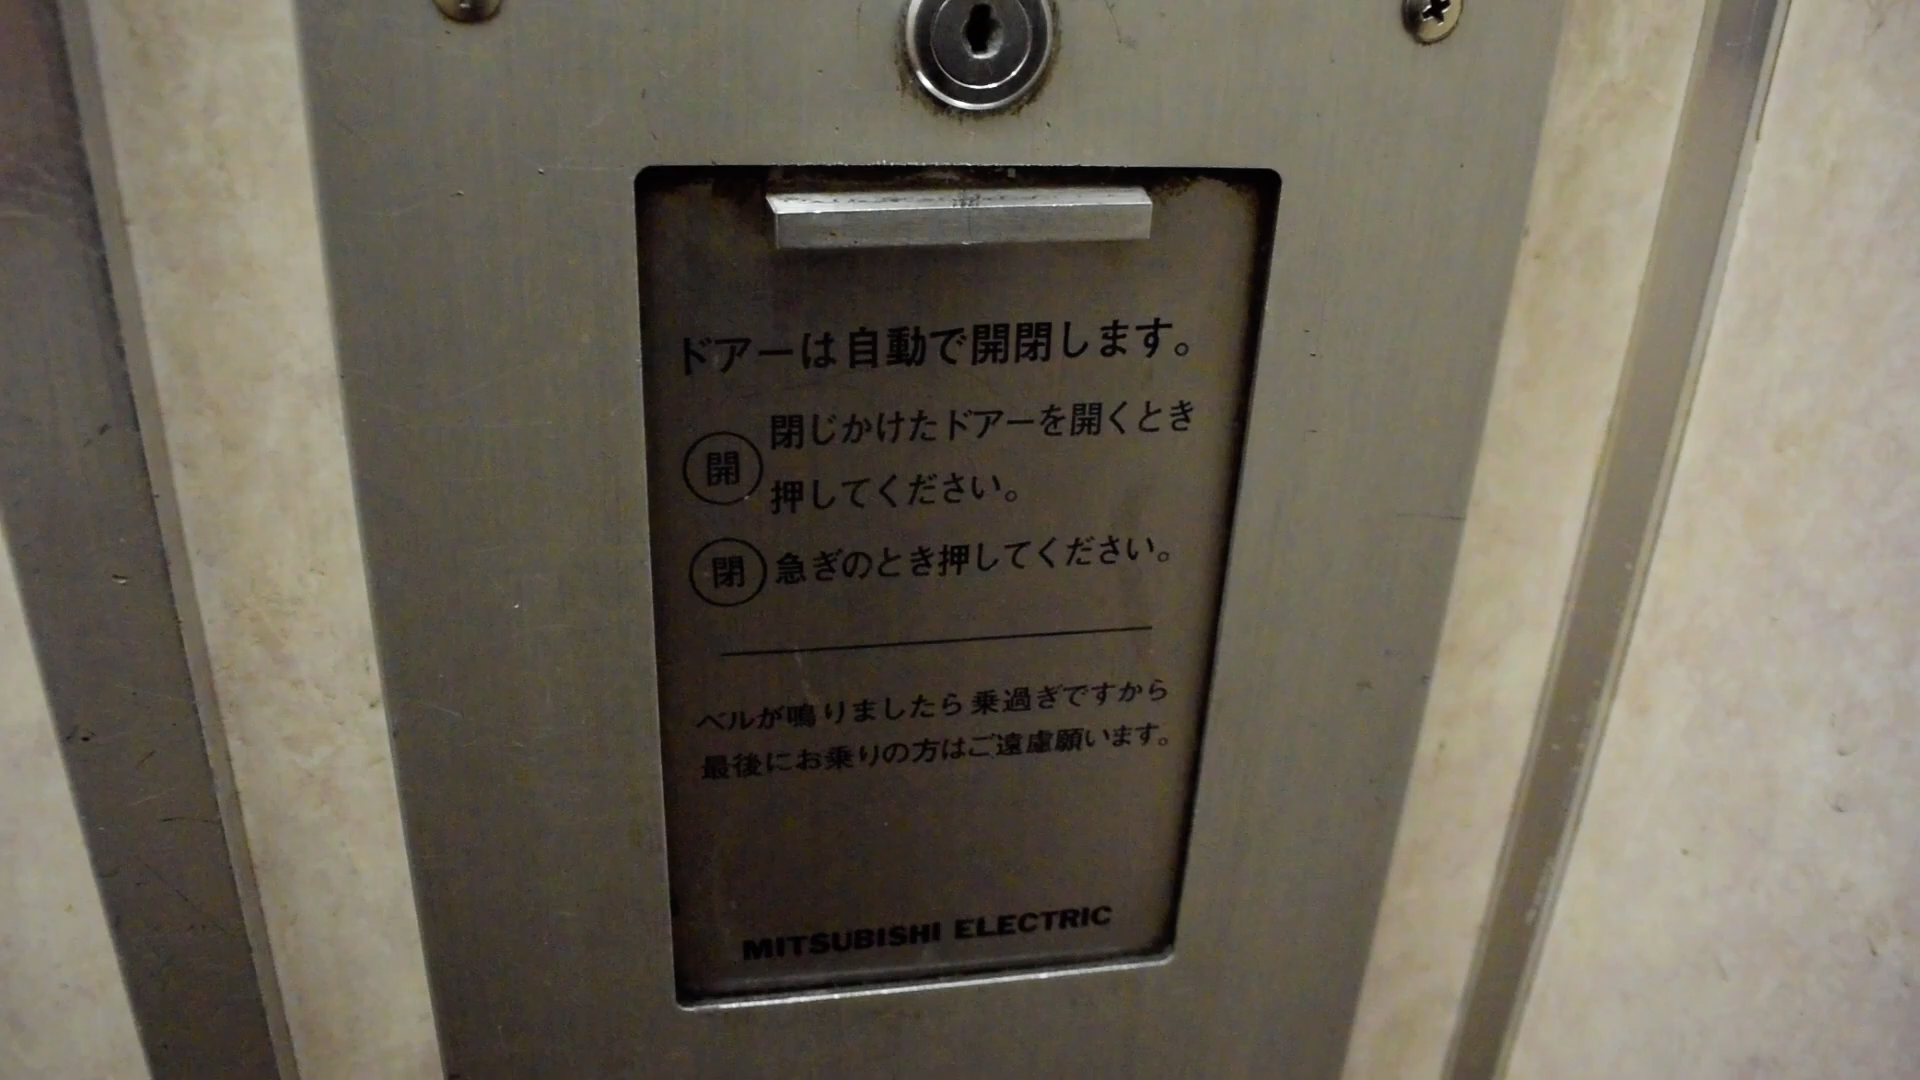 ドアーは自動で開閉します。
開 閉じかけたドアーを開くとき
押してください。
閉 急ぎのとき押してください。
ベルが鳴りましたら乗過ぎですから
最後にお乗りの方はご遠慮願います。
MITSUBISHI ELECTRIC